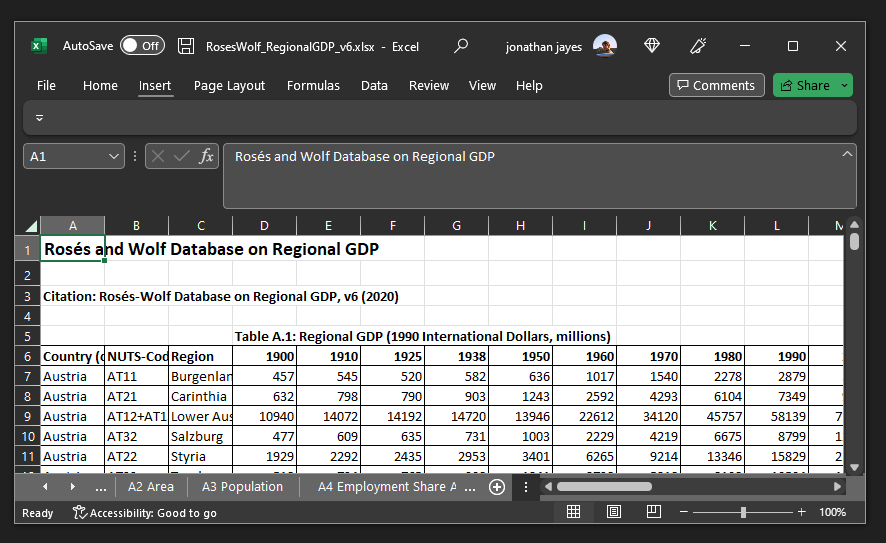 AutoSave Off RosesWolf_RegionalGDP_v6.xlsx - Excel jonathan jayes
File Home Insert Page Layout Formulas Data Review View Help Comments Share
A1 fx Rosés and Wolf Database on Regional GDP
A B C D E F G H I J K L M
1 Rosés and Wolf Database on Regional GDP
2
3 Citation: Rosés-Wolf Database on Regional GDP, v6 (2020)
4
5 Table A.1: Regional GDP (1990 International Dollars, millions)
6 Country (c NUTS-Cod Region 1900 1910 1925 1938 1950 1960 1970 1980 1990
7 Austria AT11 Burgenlan 457 545 520 582 636 1017 1540 2278 2879
8 Austria AT21 Carinthia 632 798 790 903 1243 2592 4293 6104 7349
9 Austria AT12+AT1 Lower Aus 10940 14072 14192 14720 13946 22612 34120 45757 58139 7
10 Austria AT32 Salzburg 477 609 635 731 1003 2229 4219 6675 8799 1
11 Austria AT22 Styria 1929 2292 2435 2953 3401 6265 9214 13346 15829 2
... A2 Area A3 Population A4 Employment Share A ...
Ready Accessibility: Good to go 100%